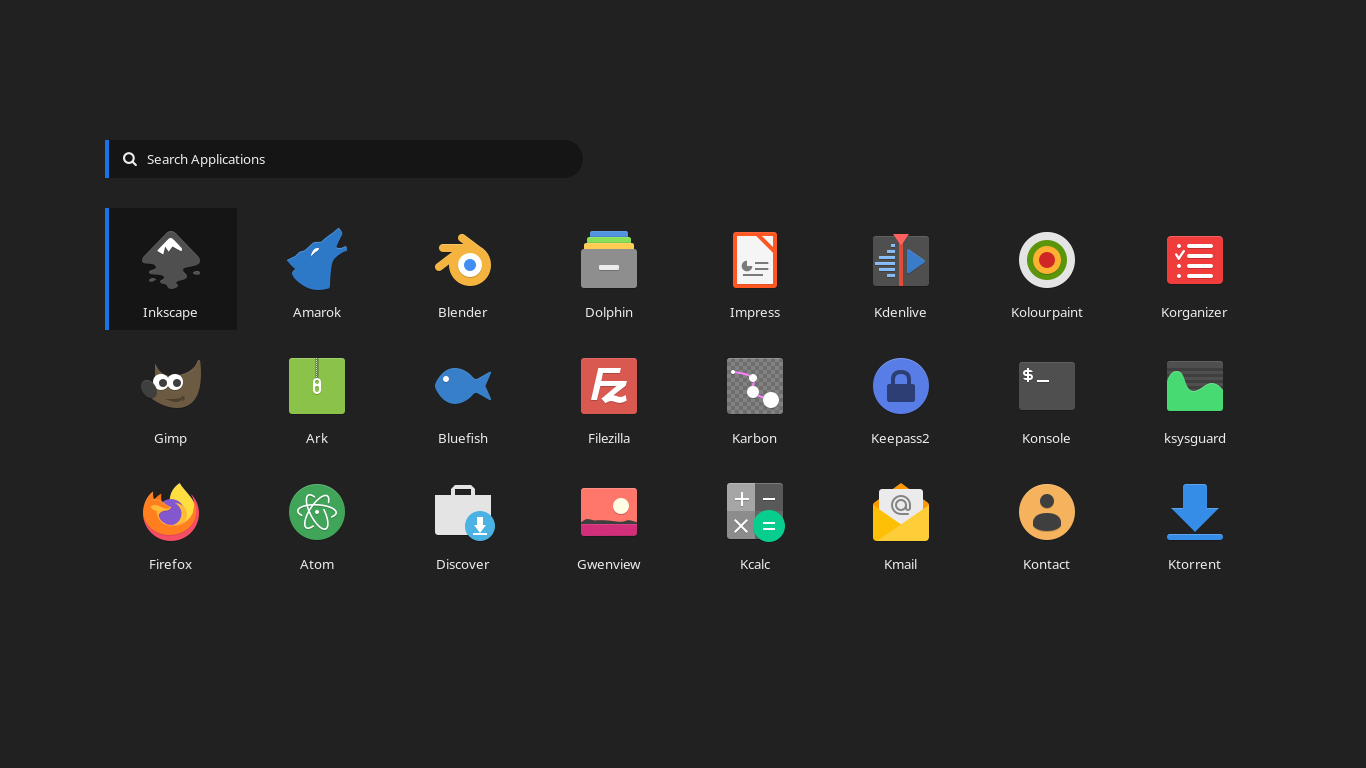 Search Applications
Inkscape
Amarok
Blender
Dolphin
Impress
Kdenlive
Kolourpaint
Korganizer
Gimp
Ark
Bluefish
Fz
Filezilla
Karbon
Keepass2
$_
Konsole
ksysguard
Firefox
Atom
Discover
Gwenview
Kcalc
@
Kmail
Kontact
Ktorrent